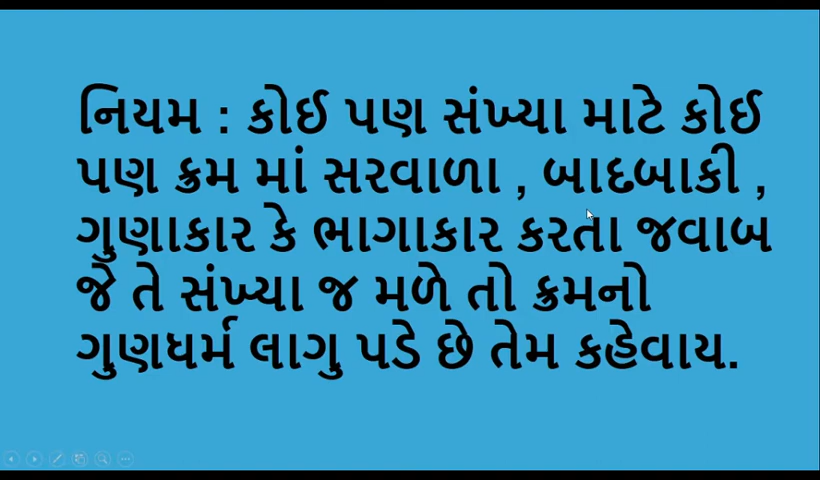 નિયમ : કોઈ પણ સંખ્યા માટે કોઈ
પણ ક્રમ માં સરવાળા , બાદબાકી ,
ગુણાકાર કે ભાગાકાર કરતા જવાબ
જે તે સંખ્યા જ મળે તો ક્રમનો
ગુણધર્મ લાગુ પડે છે તેમ કહેવાય.